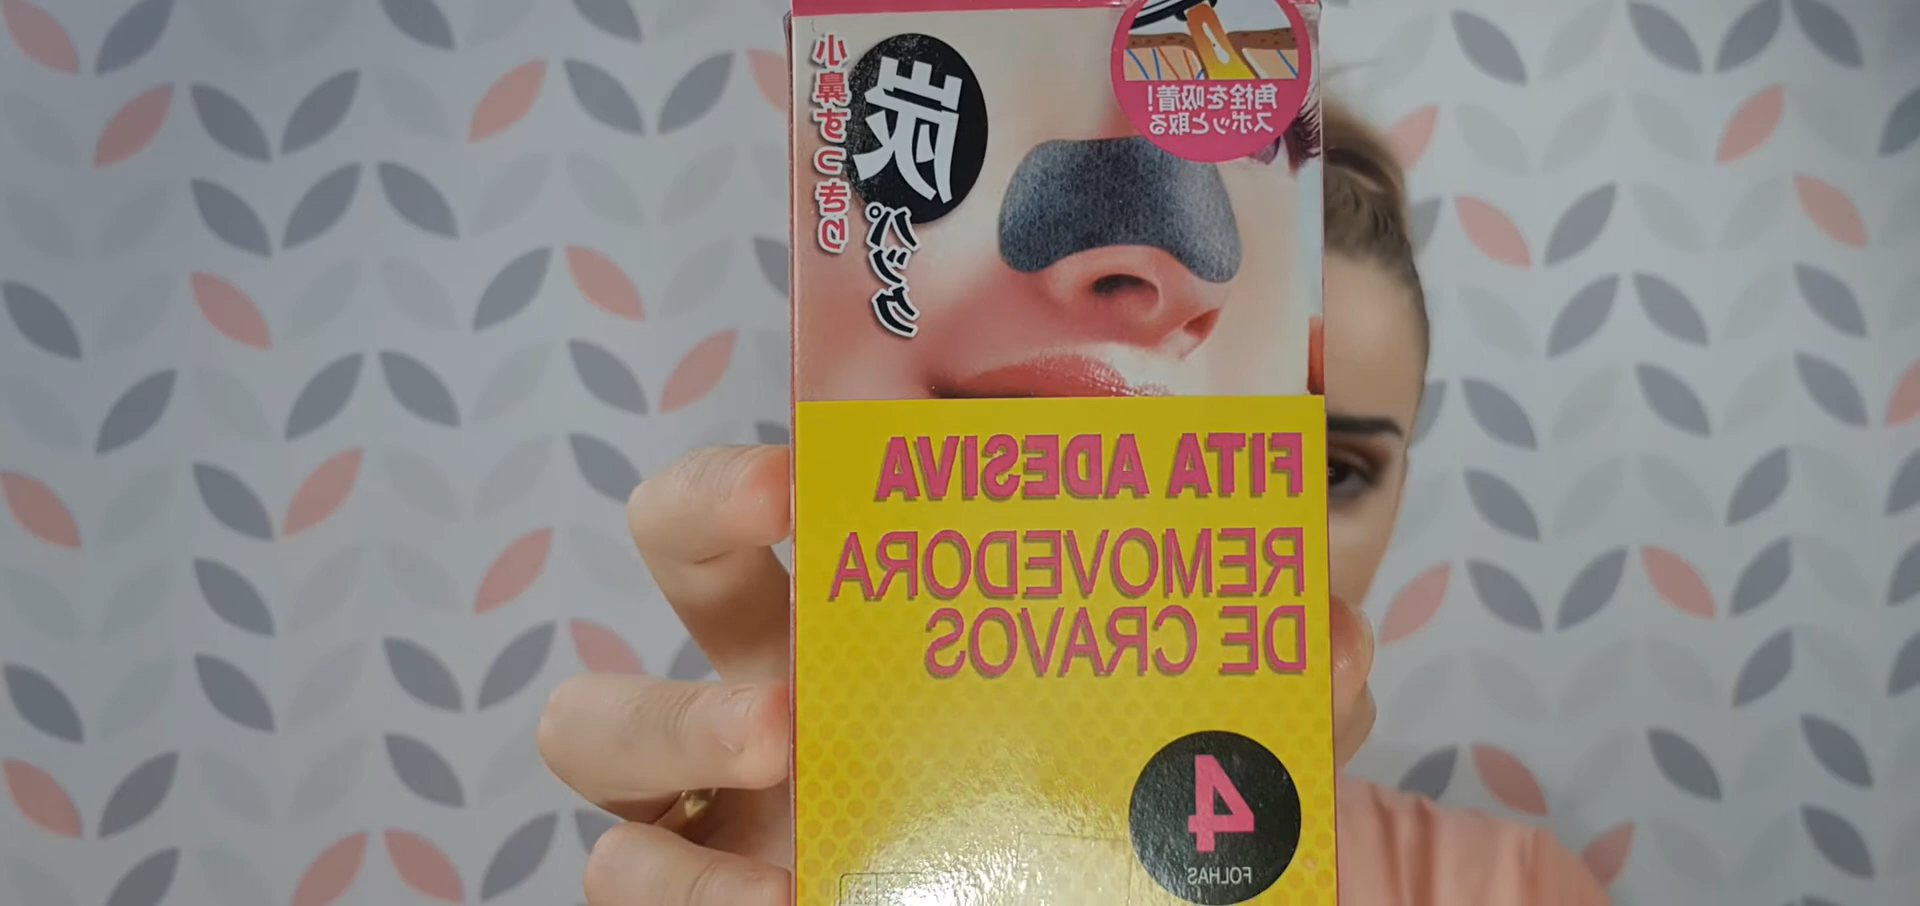 角栓を吸着!
スポッと取る
炭パック
小鼻すっきり
FITA ADESIVA
REMOVEDORA
DE CRAVOS
4
FOLHAS